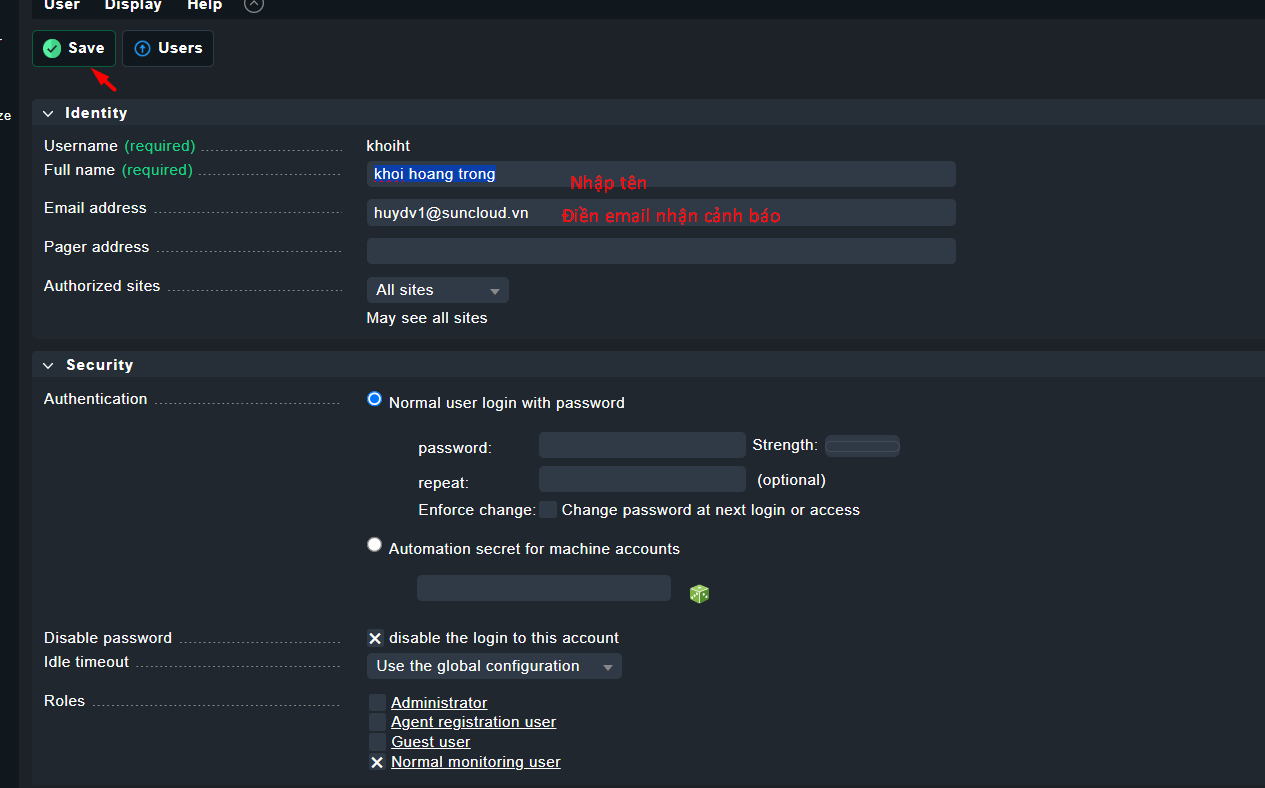 User Display Help
Save Users
ze
Identity
Username (required) khoiht
Full name (required) khoi hoang trong
Nhập tên
Email address huydv1@suncloud.vn Điền email nhận cảnh báo
Pager address
Authorized sites All sites
May see all sites
Security
Authentication Normal user login with password
password: Strength:
repeat: (optional)
Enforce change: Change password at next login or access
Automation secret for machine accounts
Disable password disable the login to this account
Idle timeout Use the global configuration
Roles Administrator
Agent registration user
Guest user
Normal monitoring user